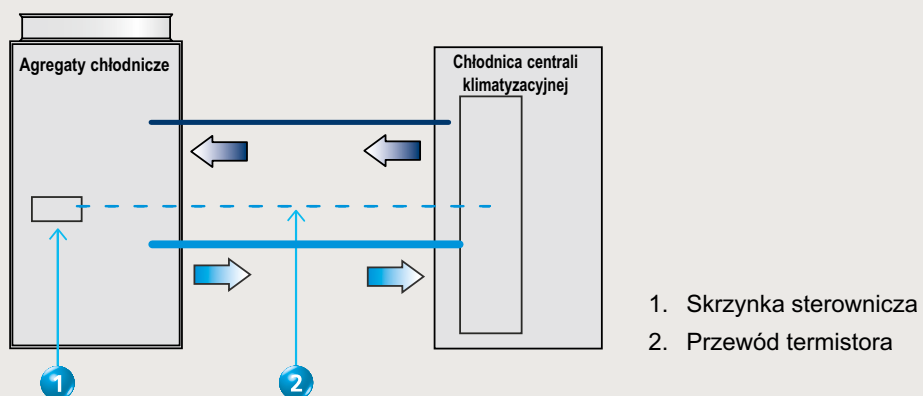 Agregaty chłodnicze
Chłodnica centrali
klimatyzacyjnej
1. Skrzynka sterownicza
2. Przewód termistora
1
2